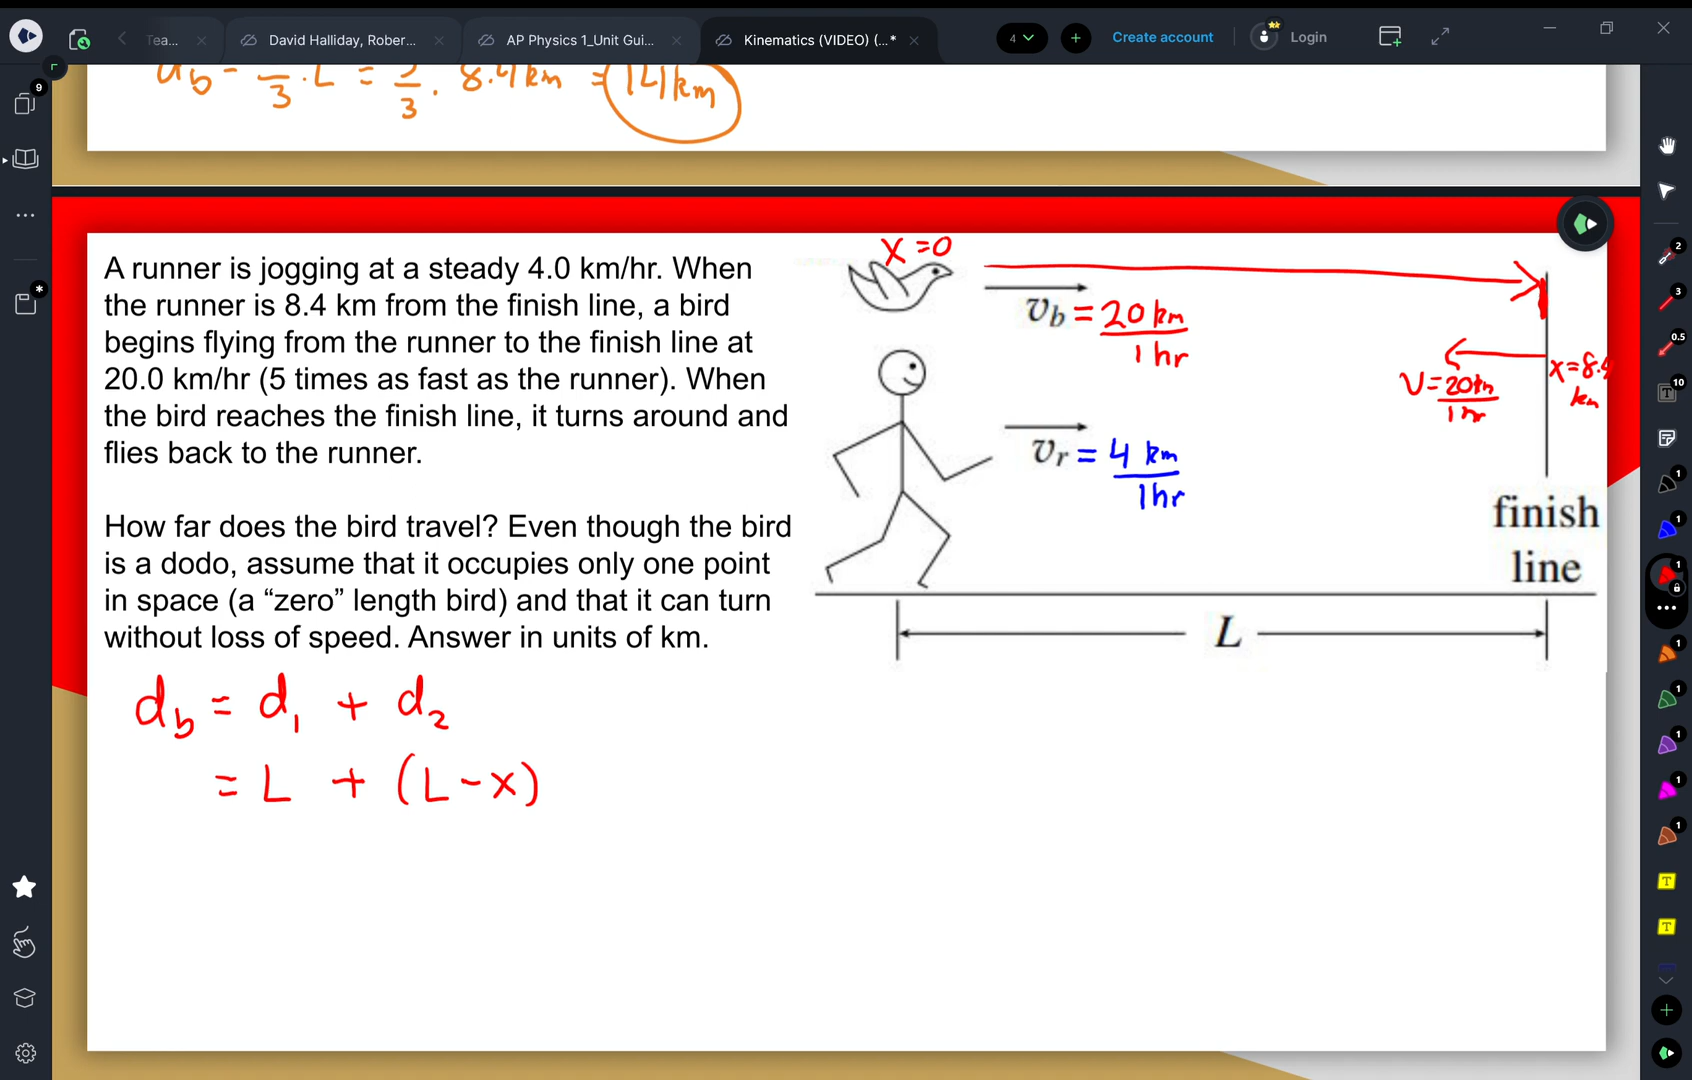 Tea...
David Halliday, Rober...
AP Physics 1_Unit Gui...
Kinematics (VIDEO) (...*
4
Create account
Login
/3 · L = /3 · 8.4 km = 14 km
A runner is jogging at a steady 4.0 km/hr. When
the runner is 8.4 km from the finish line, a bird
begins flying from the runner to the finish line at
20.0 km/hr (5 times as fast as the runner). When
the bird reaches the finish line, it turns around and
flies back to the runner.
How far does the bird travel? Even though the bird
is a dodo, assume that it occupies only one point
in space (a “zero” length bird) and that it can turn
without loss of speed. Answer in units of km.
d_b = d_1 + d_2
= L + (L-x)
x = 0
v_b = 20 km / 1 hr
v_r = 4 km / 1 hr
v = 20 km / 1 hr
x = 8.4
km
finish
line
L
9
*
2
3
0.5
10
1
1
1
1
1
1
1
1
T
T